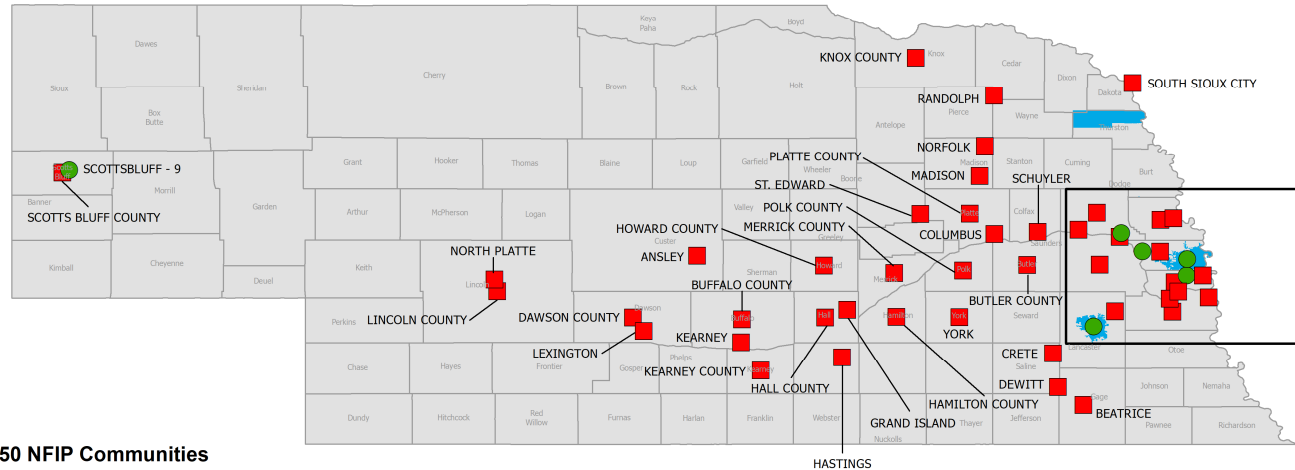 Keya
Paha
Boyd
Dawes
Knox
KNOX COUNTY
Cedar
Sioux
Sheridan
Cherry
Brown
Rock
Holt
Dixon
Dakota
SOUTH SIOUX CITY
RANDOLPH
Pierce
Wayne
Box
Butte
Antelope
Thurston
NORFOLK
PLATTE COUNTY
Madison
Stanton
Cuming
Grant
Hooker
Thomas
Blaine
Loup
Garfield
Wheeler
Boone
MADISON
SCHUYLER
Burt
Dodge
Scotts
Bluff
SCOTTSBLUFF - 9
ST. EDWARD
Morrill
Banner
SCOTTS BLUFF COUNTY
Garden
Arthur
McPherson
Logan
Valley
POLK COUNTY
Platte
Colfax
HOWARD COUNTY
MERRICK COUNTY
COLUMBUS
Saunders
Greeley
Custer
ANSLEY
NORTH PLATTE
Kimball
Cheyenne
Deuel
Keith
Lincoln
Sherman
Howard
Merrick
Polk
Butler
BUFFALO COUNTY
BUTLER COUNTY
LINCOLN COUNTY
Perkins
DAWSON COUNTY
Dawson
Buffalo
Hall
Hamilton
York
Seward
YORK
LEXINGTON
KEARNEY
CRETE
Lancaster
Saline
Otoe
Chase
Hayes
Frontier
Gosper
Phelps
KEARNEY COUNTY
Kearney
HALL COUNTY
DEWITT
Gage
Johnson
Nemaha
HAMILTON COUNTY
BEATRICE
GRAND ISLAND
Dundy
Hitchcock
Red
Willow
Furnas
Harlan
Franklin
Webster
Nuckolls
Thayer
Jefferson
Pawnee
Richardson
50 NFIP Communities
HASTINGS